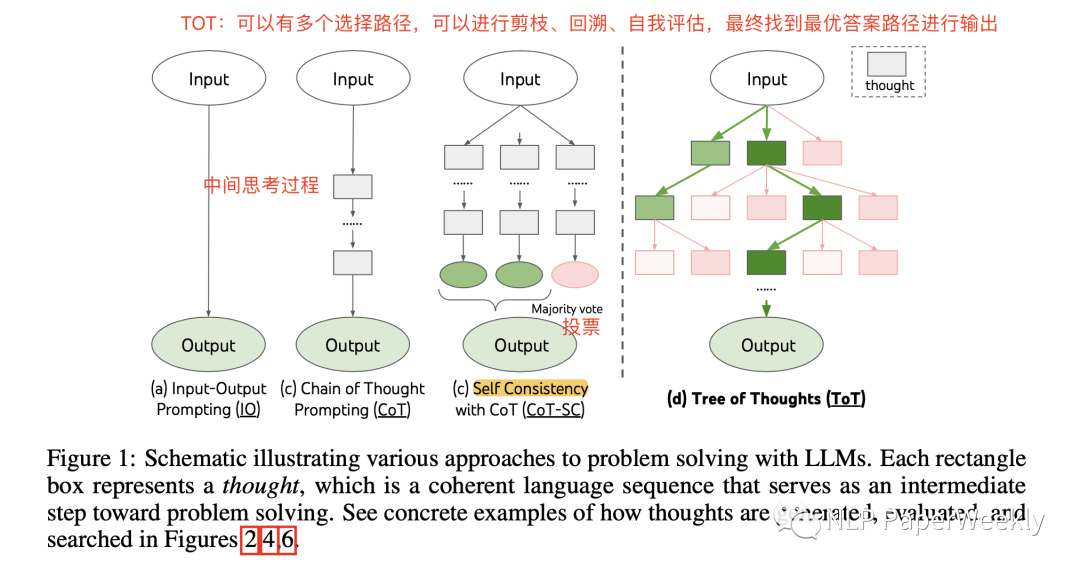 TOT：可以有多个选择路径，可以进行剪枝、回溯、自我评估，最终找到最优答案路径进行输出
Input
Input
Input
Input
thought
中间思考过程
......
......
......
......
......
Majority vote
投票
Output
Output
Output
Output
(a) Input-Output
Prompting (IO)
(c) Chain of Thought
Prompting (CoT)
(c) Self Consistency
with CoT (CoT-SC)
(d) Tree of Thoughts (ToT)
Figure 1: Schematic illustrating various approaches to problem solving with LLMs. Each rectangle
box represents a thought, which is a coherent language sequence that serves as an intermediate
step toward problem solving. See concrete examples of how thoughts are generated, evaluated, and
searched in Figures 2,4,6.
NLP PaperWeekly